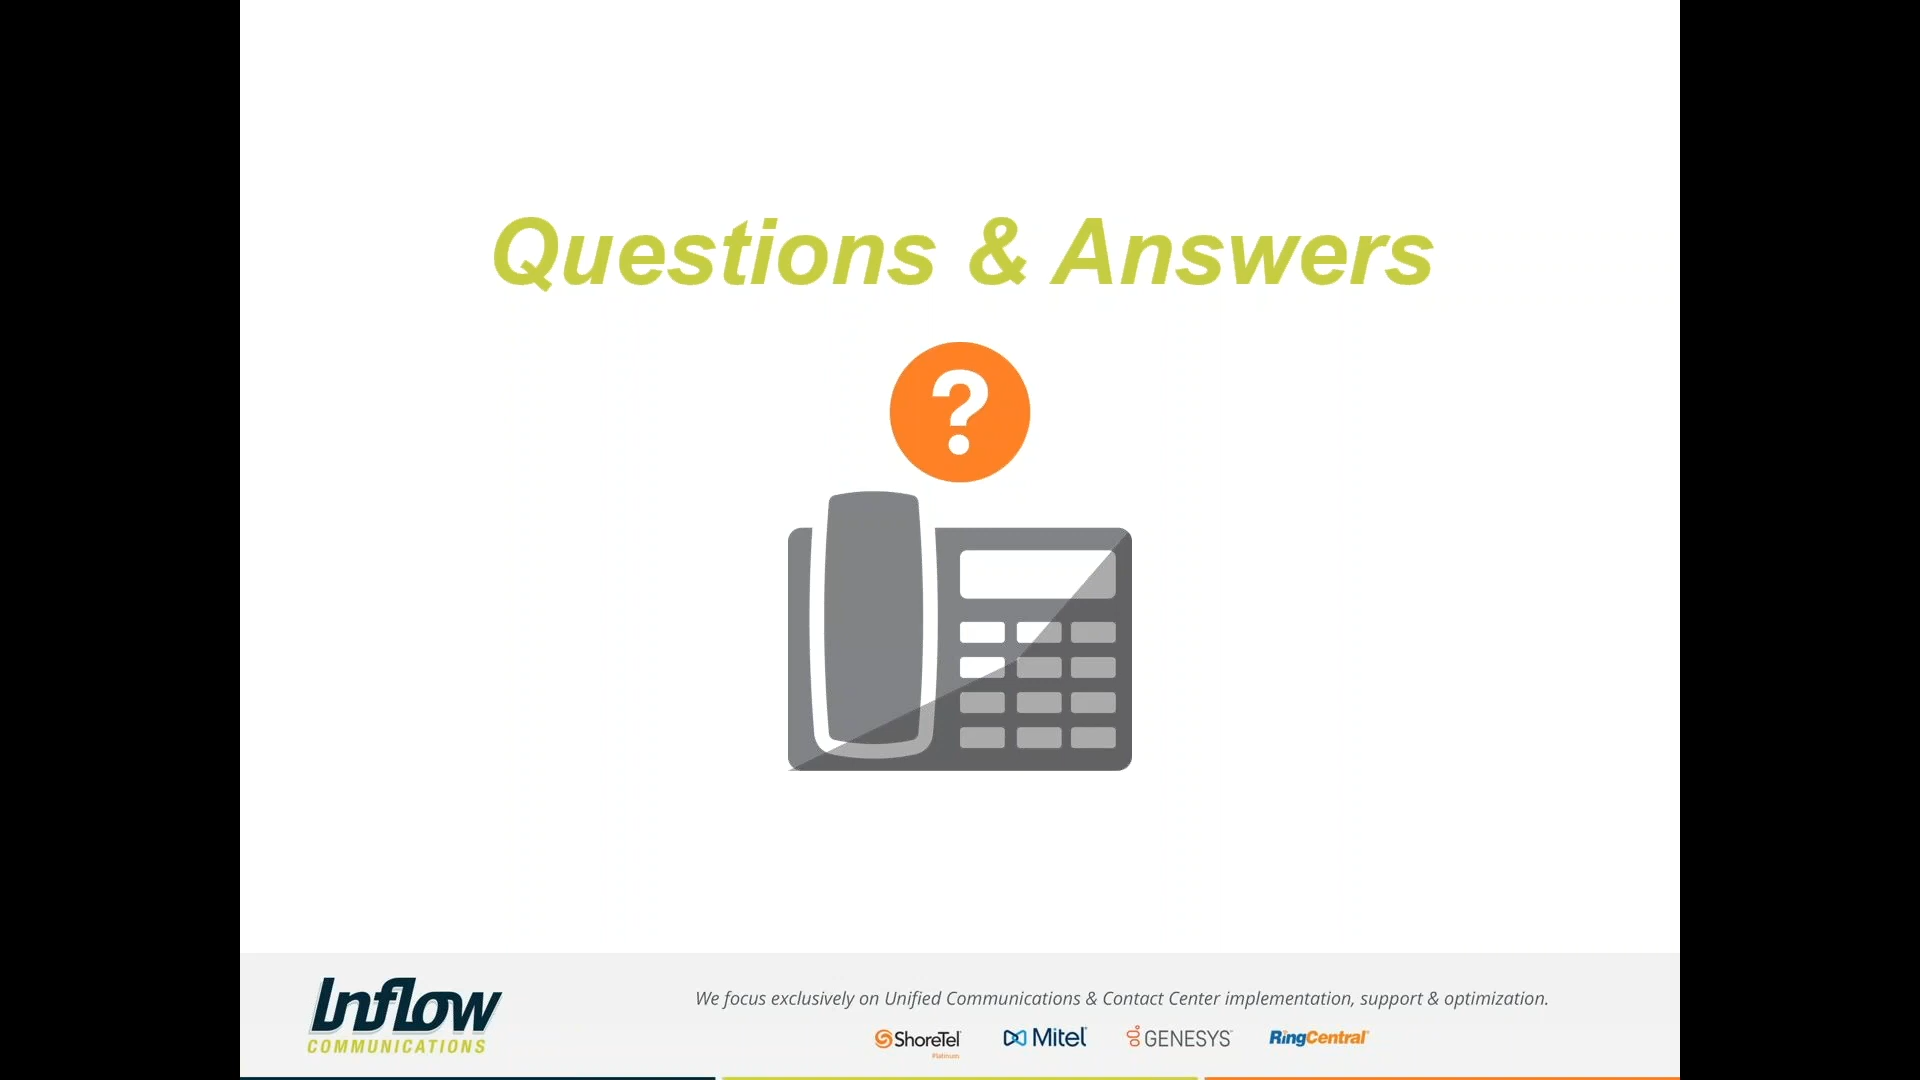 Questions & Answers
?
Inflow
COMMUNICATIONS
We focus exclusively on Unified Communications & Contact Center implementation, support & optimization.
ShoreTel
Platinum
Mitel
GENESYS
RingCentral